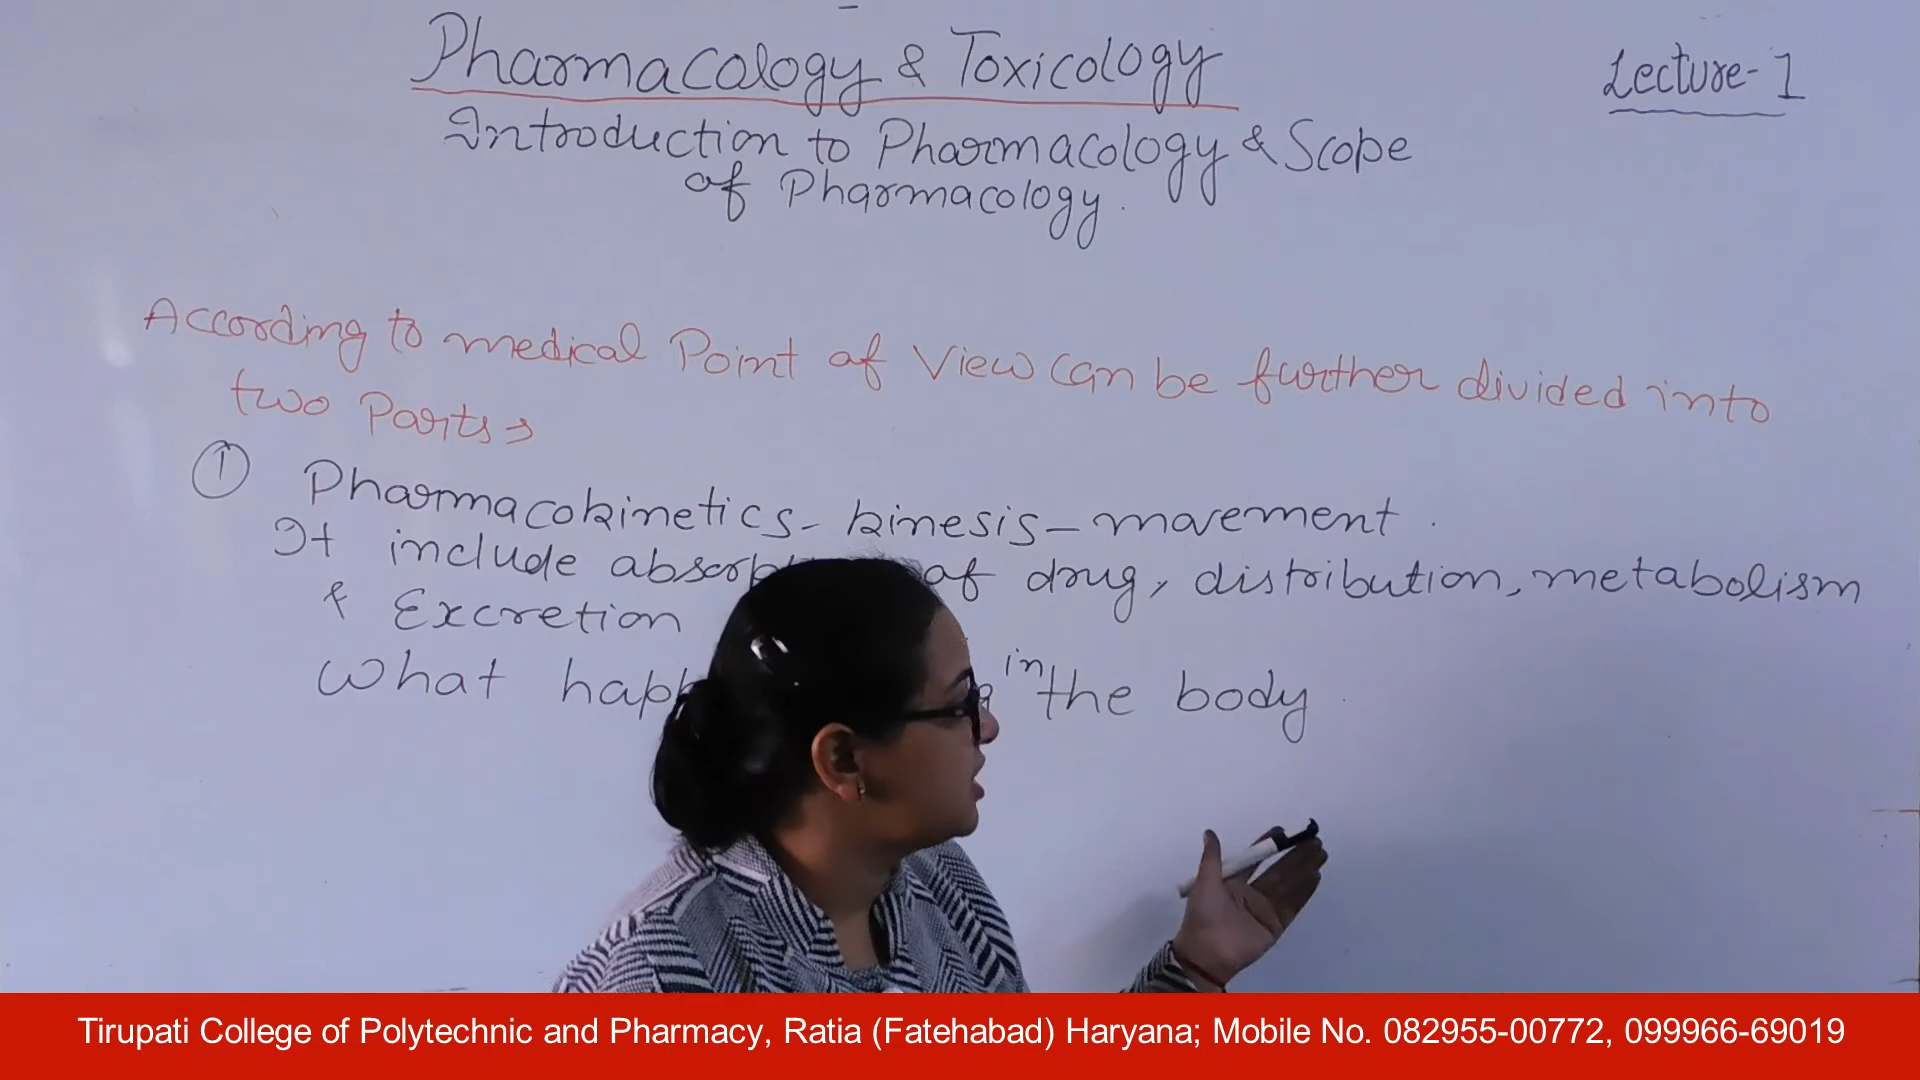 Pharmacology & Toxicology
Lecture-1
Introduction to Pharmacology & Scope
of Pharmacology.
According to medical Point of View can be further divided into
two Parts
① Pharmacokinetics - kinesis - movement.
It include of drug, distribution, metabolism
& Excretion
What in the body.
Tirupati College of Polytechnic and Pharmacy, Ratia (Fatehabad) Haryana; Mobile No. 082955-00772, 099966-69019